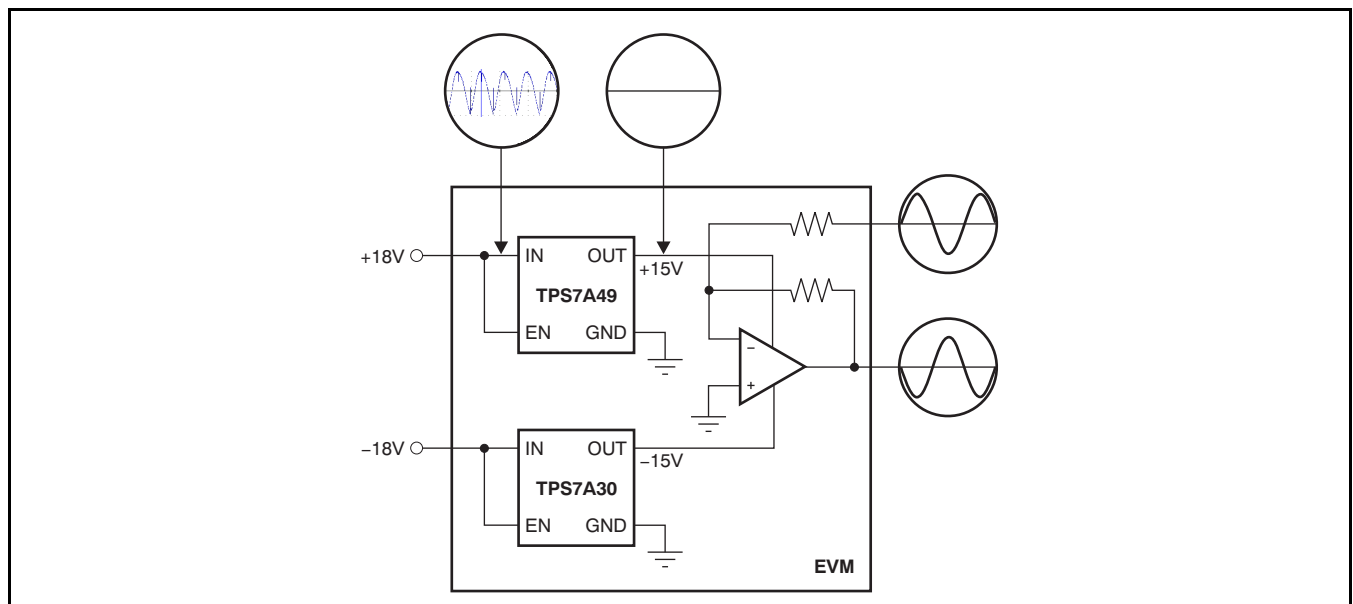 +18V
IN
OUT
+15V
TPS7A49
EN
GND
−
+
−18V
IN
OUT
−15V
TPS7A30
EN
GND
EVM